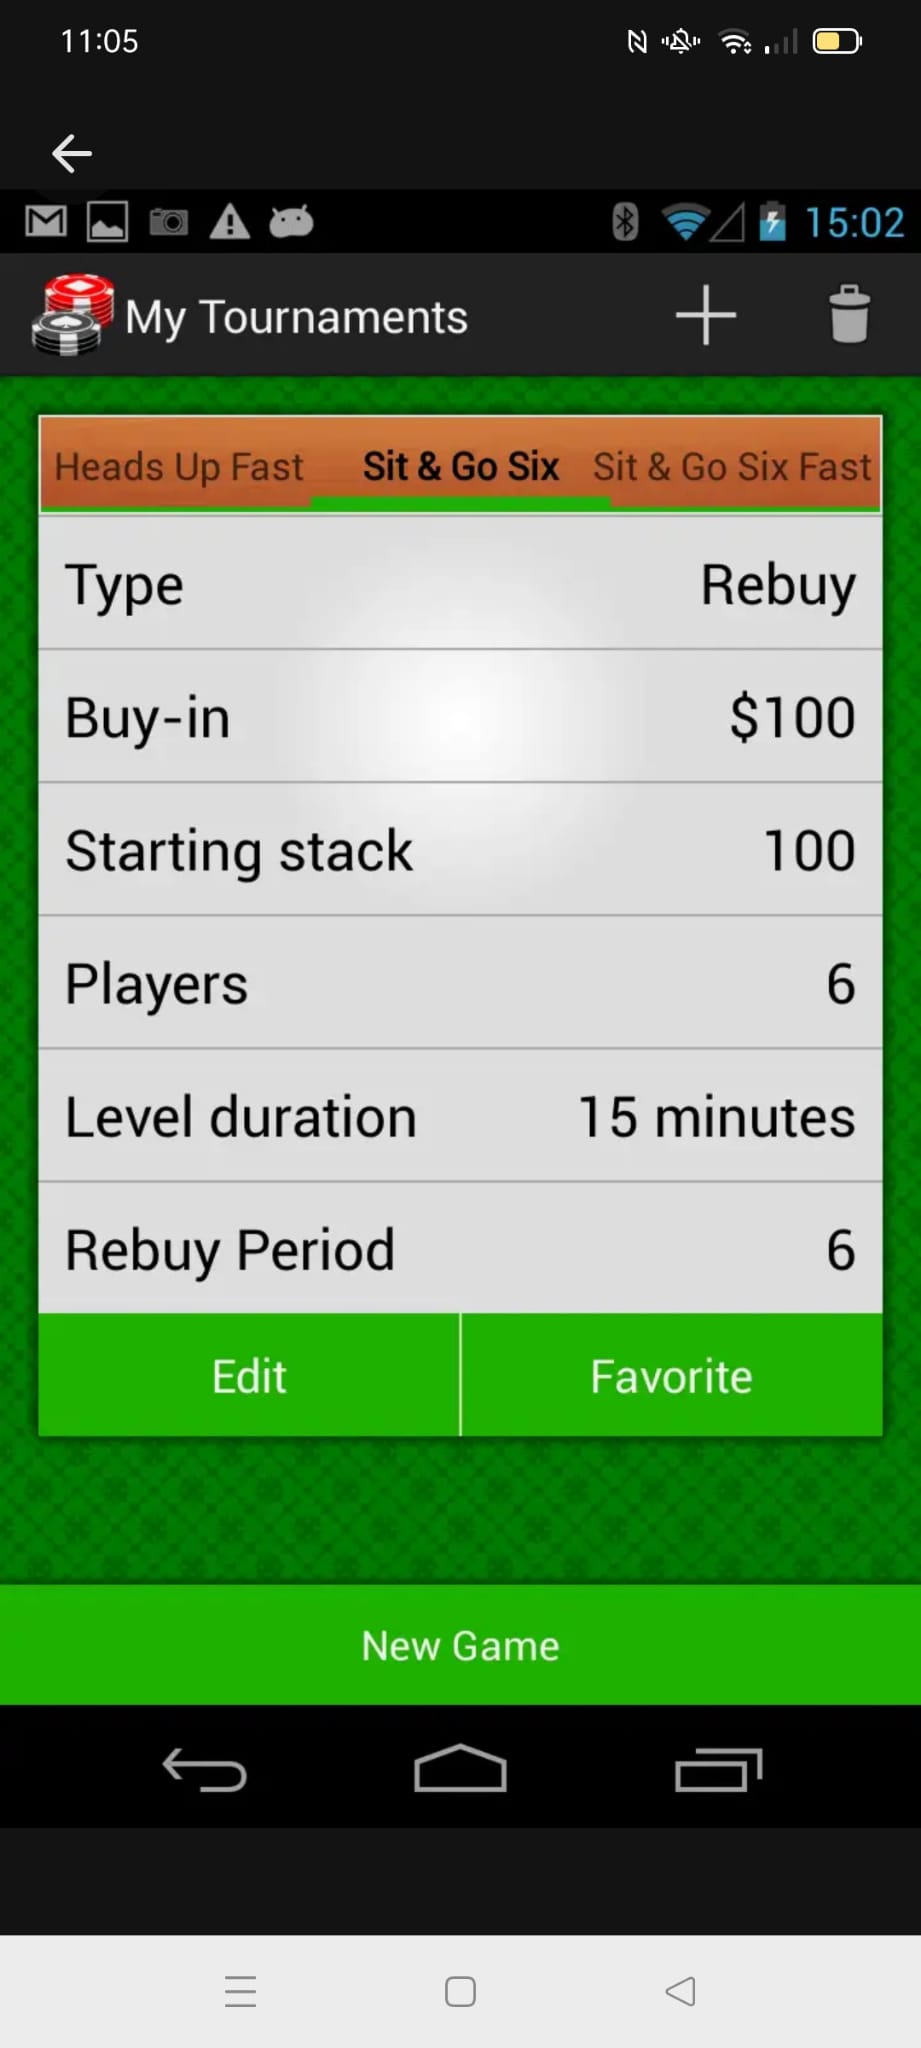 11:05
15:02
My Tournaments
Heads Up Fast Sit & Go Six Sit & Go Six Fast
Type Rebuy
Buy-in $100
Starting stack 100
Players 6
Level duration 15 minutes
Rebuy Period 6
Edit Favorite
New Game